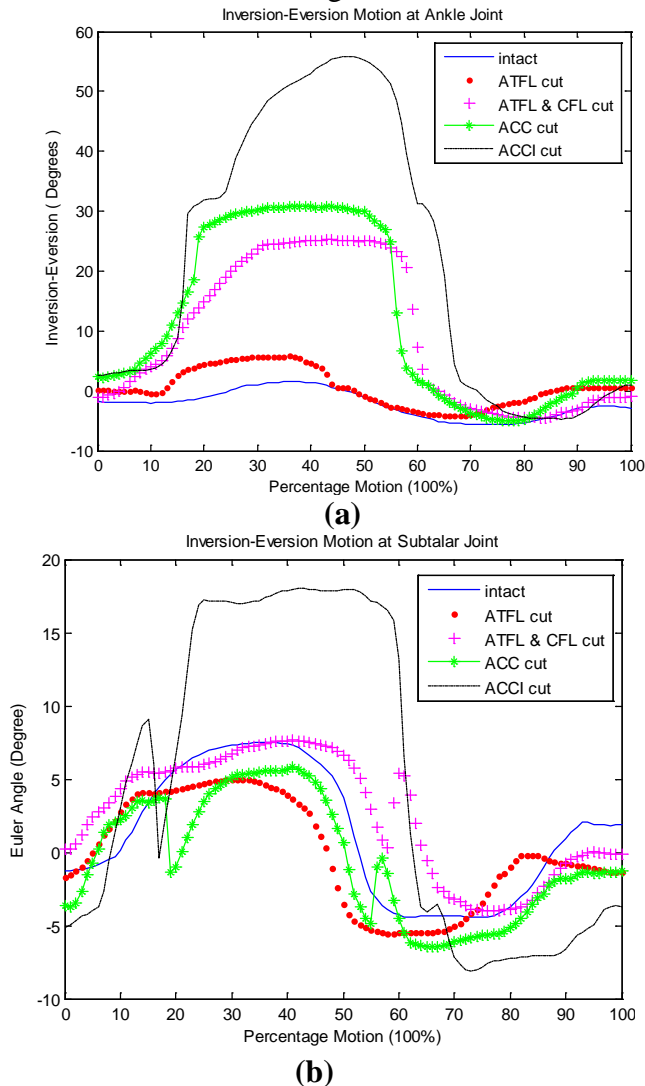 Inversion-Eversion Motion at Ankle Joint
60
50
40
30
20
10
0
-10
Inversion-Eversion ( Degrees )
intact
ATFL cut
ATFL & CFL cut
ACC cut
ACCI cut
0 10 20 30 40 50 60 70 80 90 100
Percentage Motion (100%)
(a)
Inversion-Eversion Motion at Subtalar Joint
20
15
10
5
0
-5
-10
Euler Angle (Degree)
intact
ATFL cut
ATFL & CFL cut
ACC cut
ACCI cut
0 10 20 30 40 50 60 70 80 90 100
Percentage Motion (100%)
(b)